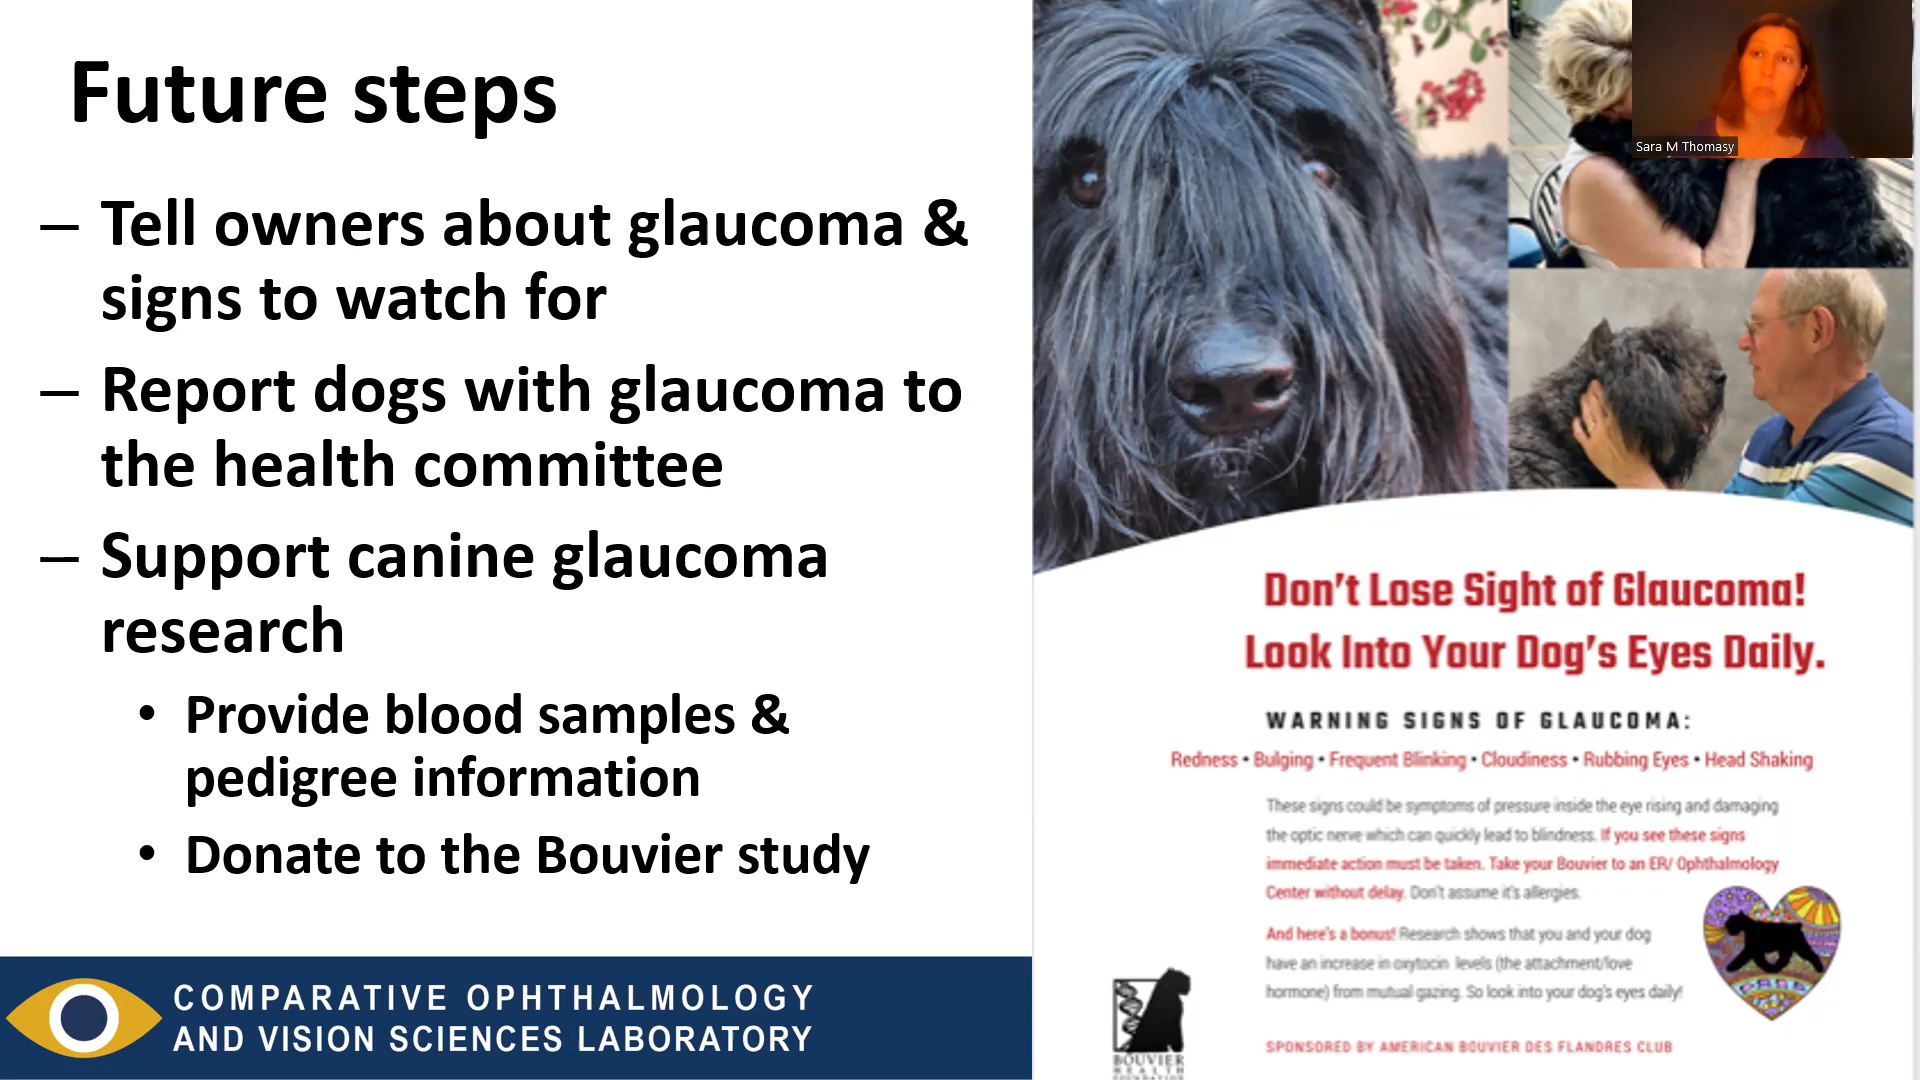 Future steps
– Tell owners about glaucoma &
signs to watch for
– Report dogs with glaucoma to
the health committee
– Support canine glaucoma
research
• Provide blood samples &
pedigree information
• Donate to the Bouvier study
COMPARATIVE OPHTHALMOLOGY
AND VISION SCIENCES LABORATORY
Sara M Thomasy
Don't Lose Sight of Glaucoma!
Look Into Your Dog's Eyes Daily.
WARNING SIGNS OF GLAUCOMA:
Redness • Bulging • Frequent Blinking • Cloudiness • Rubbing Eyes • Head Shaking
These signs could be symptoms of pressure inside the eye rising and damaging
the optic nerve which can quickly lead to blindness. If you see these signs
immediate action must be taken. Take your Bouvier to an ER/ Ophthalmology
Center without delay. Don't assume it's allergies.
And here's a bonus! Research shows that you and your dog
have an increase in oxytocin levels (the attachment/love
hormone) from mutual gazing. So look into your dog's eyes daily!
BOUVIER
HEALTH
FOUNDATION
SPONSORED BY AMERICAN BOUVIER DES FLANDRES CLUB